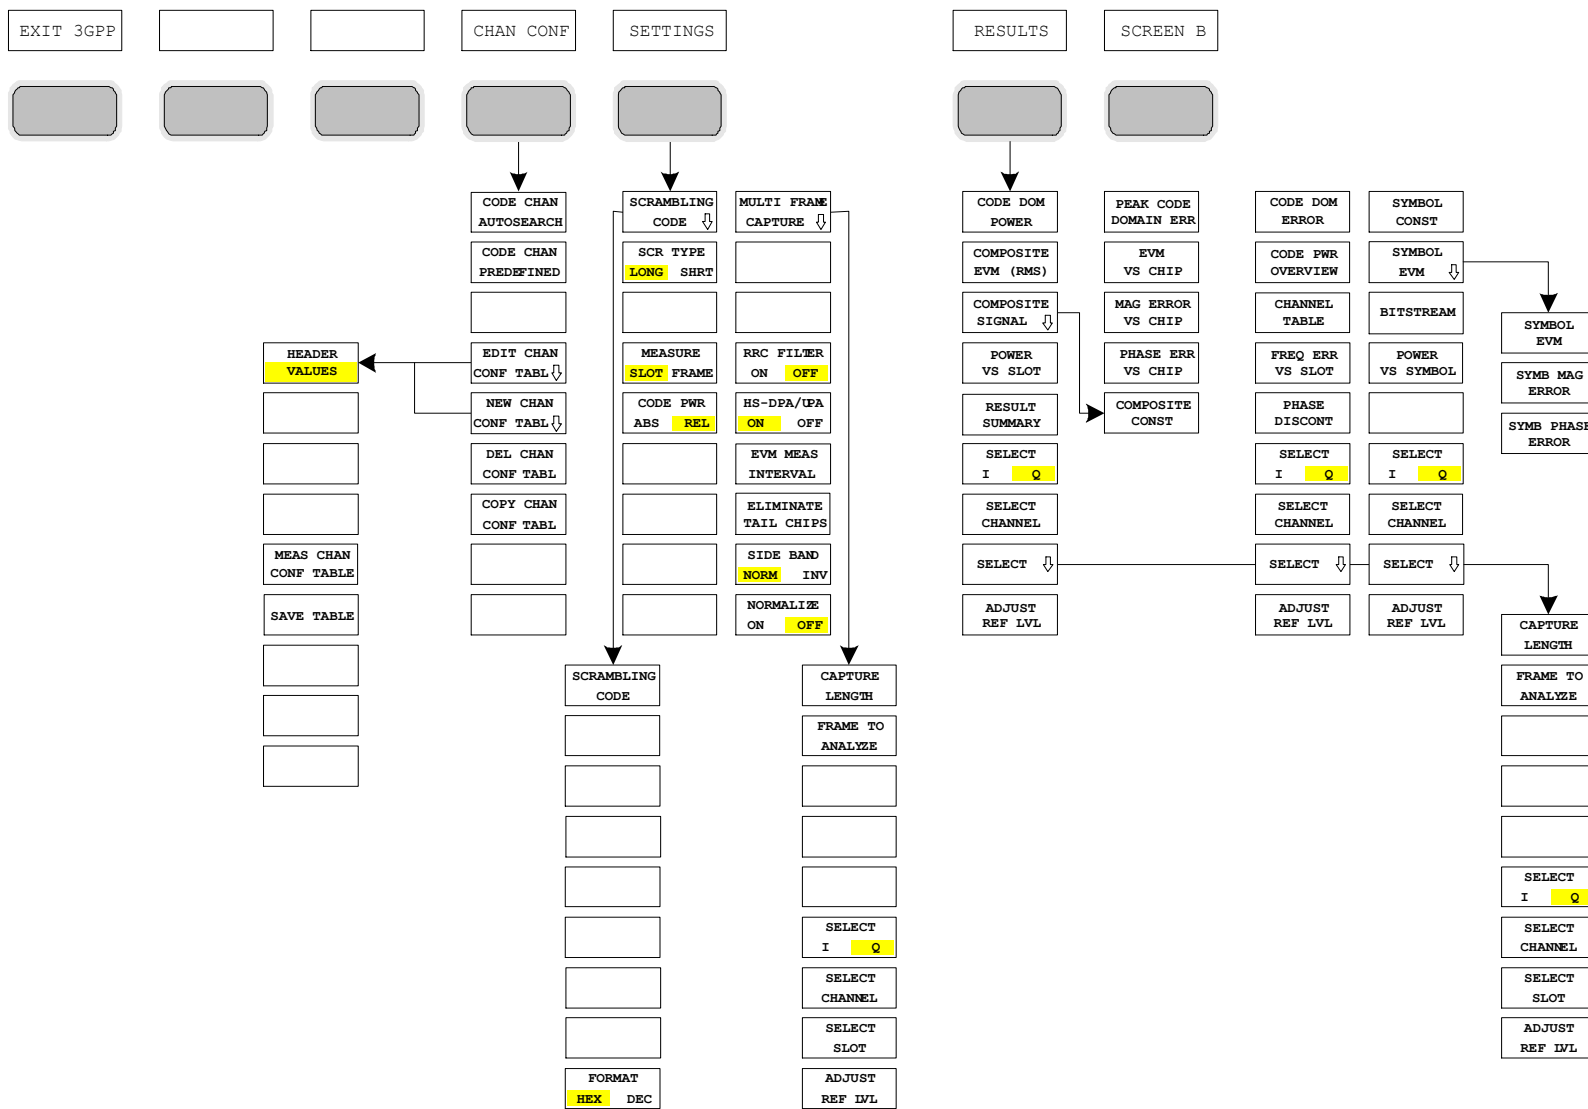 EXIT 3GPP
CHAN CONF
SETTINGS
RESULTS
SCREEN B
CODE CHAN
AUTOSEARCH
CODE CHAN
PREDEFINED
EDIT CHAN
CONF TABL
NEW CHAN
CONF TABL
DEL CHAN
CONF TABL
COPY CHAN
CONF TABL
HEADER
VALUES
MEAS CHAN
CONF TABLE
SAVE TABLE
SCRAMBLING
CODE
SCR TYPE
LONG SHRT
MEASURE
SLOT FRAME
CODE PWR
ABS REL
MULTI FRAME
CAPTURE
RRC FILTER
ON OFF
HS-DPA/UPA
ON OFF
EVM MEAS
INTERVAL
ELIMINATE
TAIL CHIPS
SIDE BAND
NORM INV
NORMALIZE
ON OFF
SCRAMBLING
CODE
FORMAT
HEX DEC
CAPTURE
LENGTH
FRAME TO
ANALYZE
SELECT
I Q
SELECT
CHANNEL
SELECT
SLOT
ADJUST
REF LVL
CODE DOM
POWER
COMPOSITE
EVM (RMS)
COMPOSITE
SIGNAL
POWER
VS SLOT
RESULT
SUMMARY
SELECT
I Q
SELECT
CHANNEL
SELECT
ADJUST
REF LVL
PEAK CODE
DOMAIN ERR
EVM
VS CHIP
MAG ERROR
VS CHIP
PHASE ERR
VS CHIP
COMPOSITE
CONST
CODE DOM
ERROR
CODE PWR
OVERVIEW
CHANNEL
TABLE
FREQ ERR
VS SLOT
PHASE
DISCONT
SELECT
I Q
SELECT
CHANNEL
SELECT
ADJUST
REF LVL
SYMBOL
CONST
SYMBOL
EVM
BITSTREAM
POWER
VS SYMBOL
SELECT
I Q
SELECT
CHANNEL
SELECT
ADJUST
REF LVL
SYMBOL
EVM
SYMB MAG
ERROR
SYMB PHASE
ERROR
CAPTURE
LENGTH
FRAME TO
ANALYZE
SELECT
I Q
SELECT
CHANNEL
SELECT
SLOT
ADJUST
REF LVL